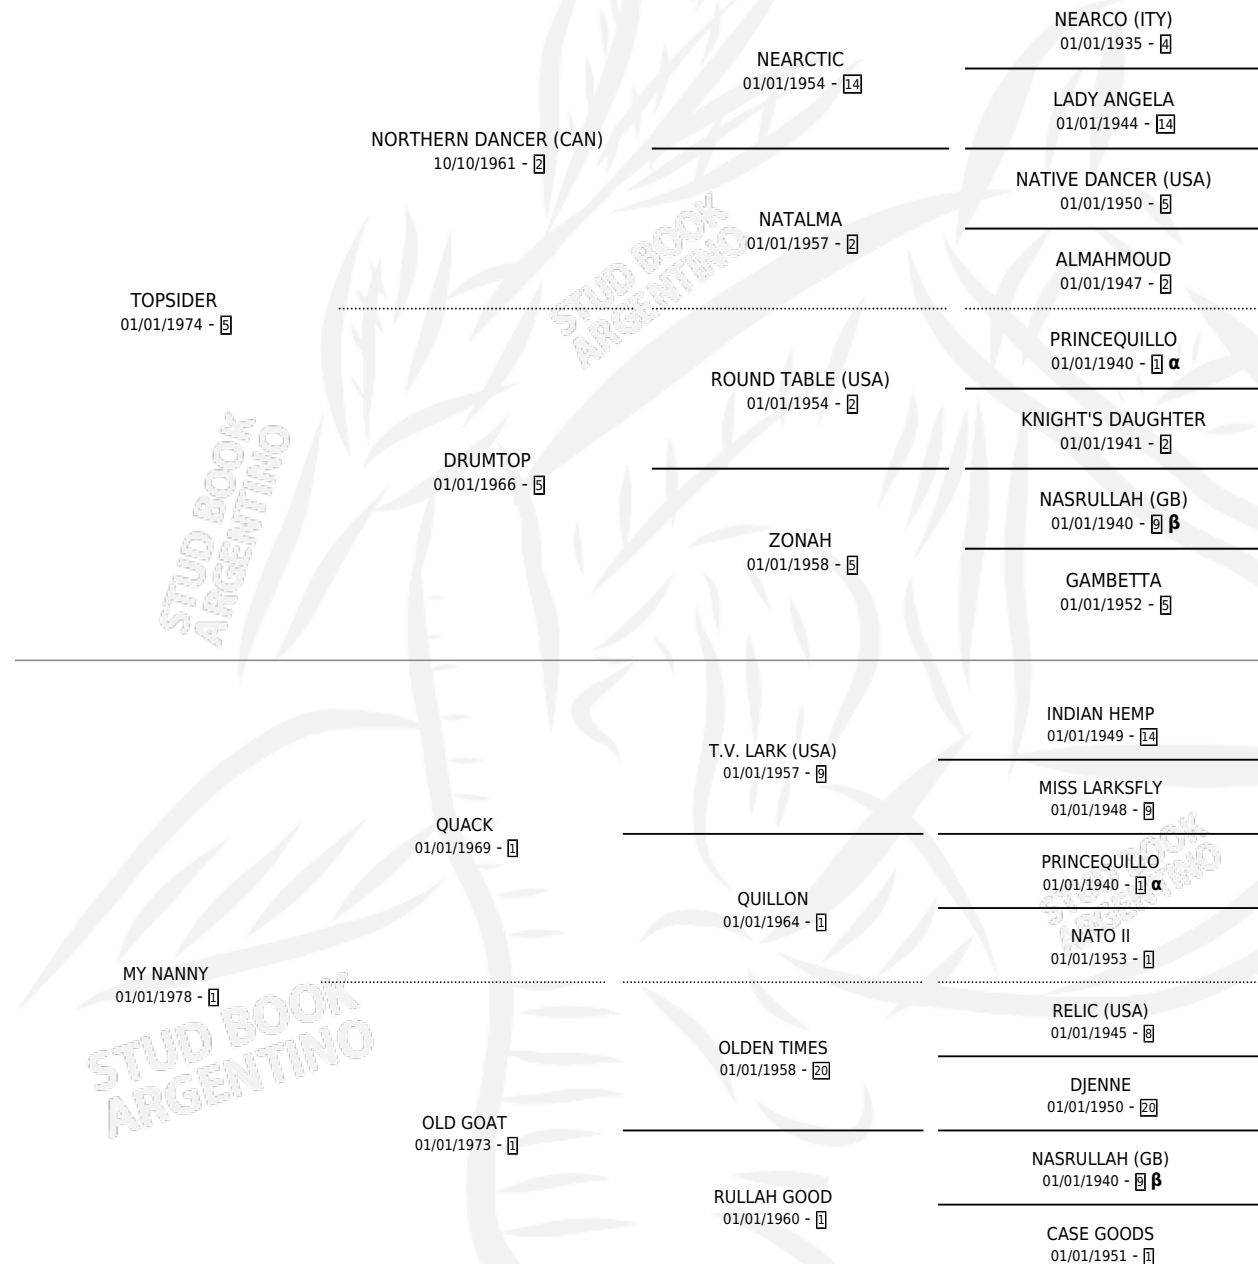 NEARCO (ITY)
01/01/1935 - 4
NEARCTIC
01/01/1954 - 14
LADY ANGELA
01/01/1944 - 14
NORTHERN DANCER (CAN)
10/10/1961 - 2
NATIVE DANCER (USA)
01/01/1950 - 5
NATALMA
01/01/1957 - 2
ALMAHMOUD
01/01/1947 - 2
STUD BOOK
ARGENTINO
TOPSIDER
01/01/1974 - 5
PRINCEQUILLO
01/01/1940 - 1 α
ROUND TABLE (USA)
01/01/1954 - 2
KNIGHT'S DAUGHTER
01/01/1941 - 2
DRUMTOP
01/01/1966 - 5
NASRULLAH (GB)
01/01/1940 - 9 β
ZONAH
01/01/1958 - 5
GAMBETTA
01/01/1952 - 5
STUD BOOK
ARGENTINO
INDIAN HEMP
01/01/1949 - 14
T.V. LARK (USA)
01/01/1957 - 9
MISS LARKSFLY
01/01/1948 - 9
QUACK
01/01/1969 - 1
PRINCEQUILLO
01/01/1940 - 1 α
QUILLON
01/01/1964 - 1
NATO II
01/01/1953 - 1
STUD BOOK
ARGENTINO
MY NANNY
01/01/1978 - 1
RELIC (USA)
01/01/1945 - 8
OLDEN TIMES
01/01/1958 - 20
DJENNE
01/01/1950 - 20
STUD BOOK
ARGENTINO
OLD GOAT
01/01/1973 - 1
NASRULLAH (GB)
01/01/1940 - 9 β
RULLAH GOOD
01/01/1960 - 1
CASE GOODS
01/01/1951 - 1